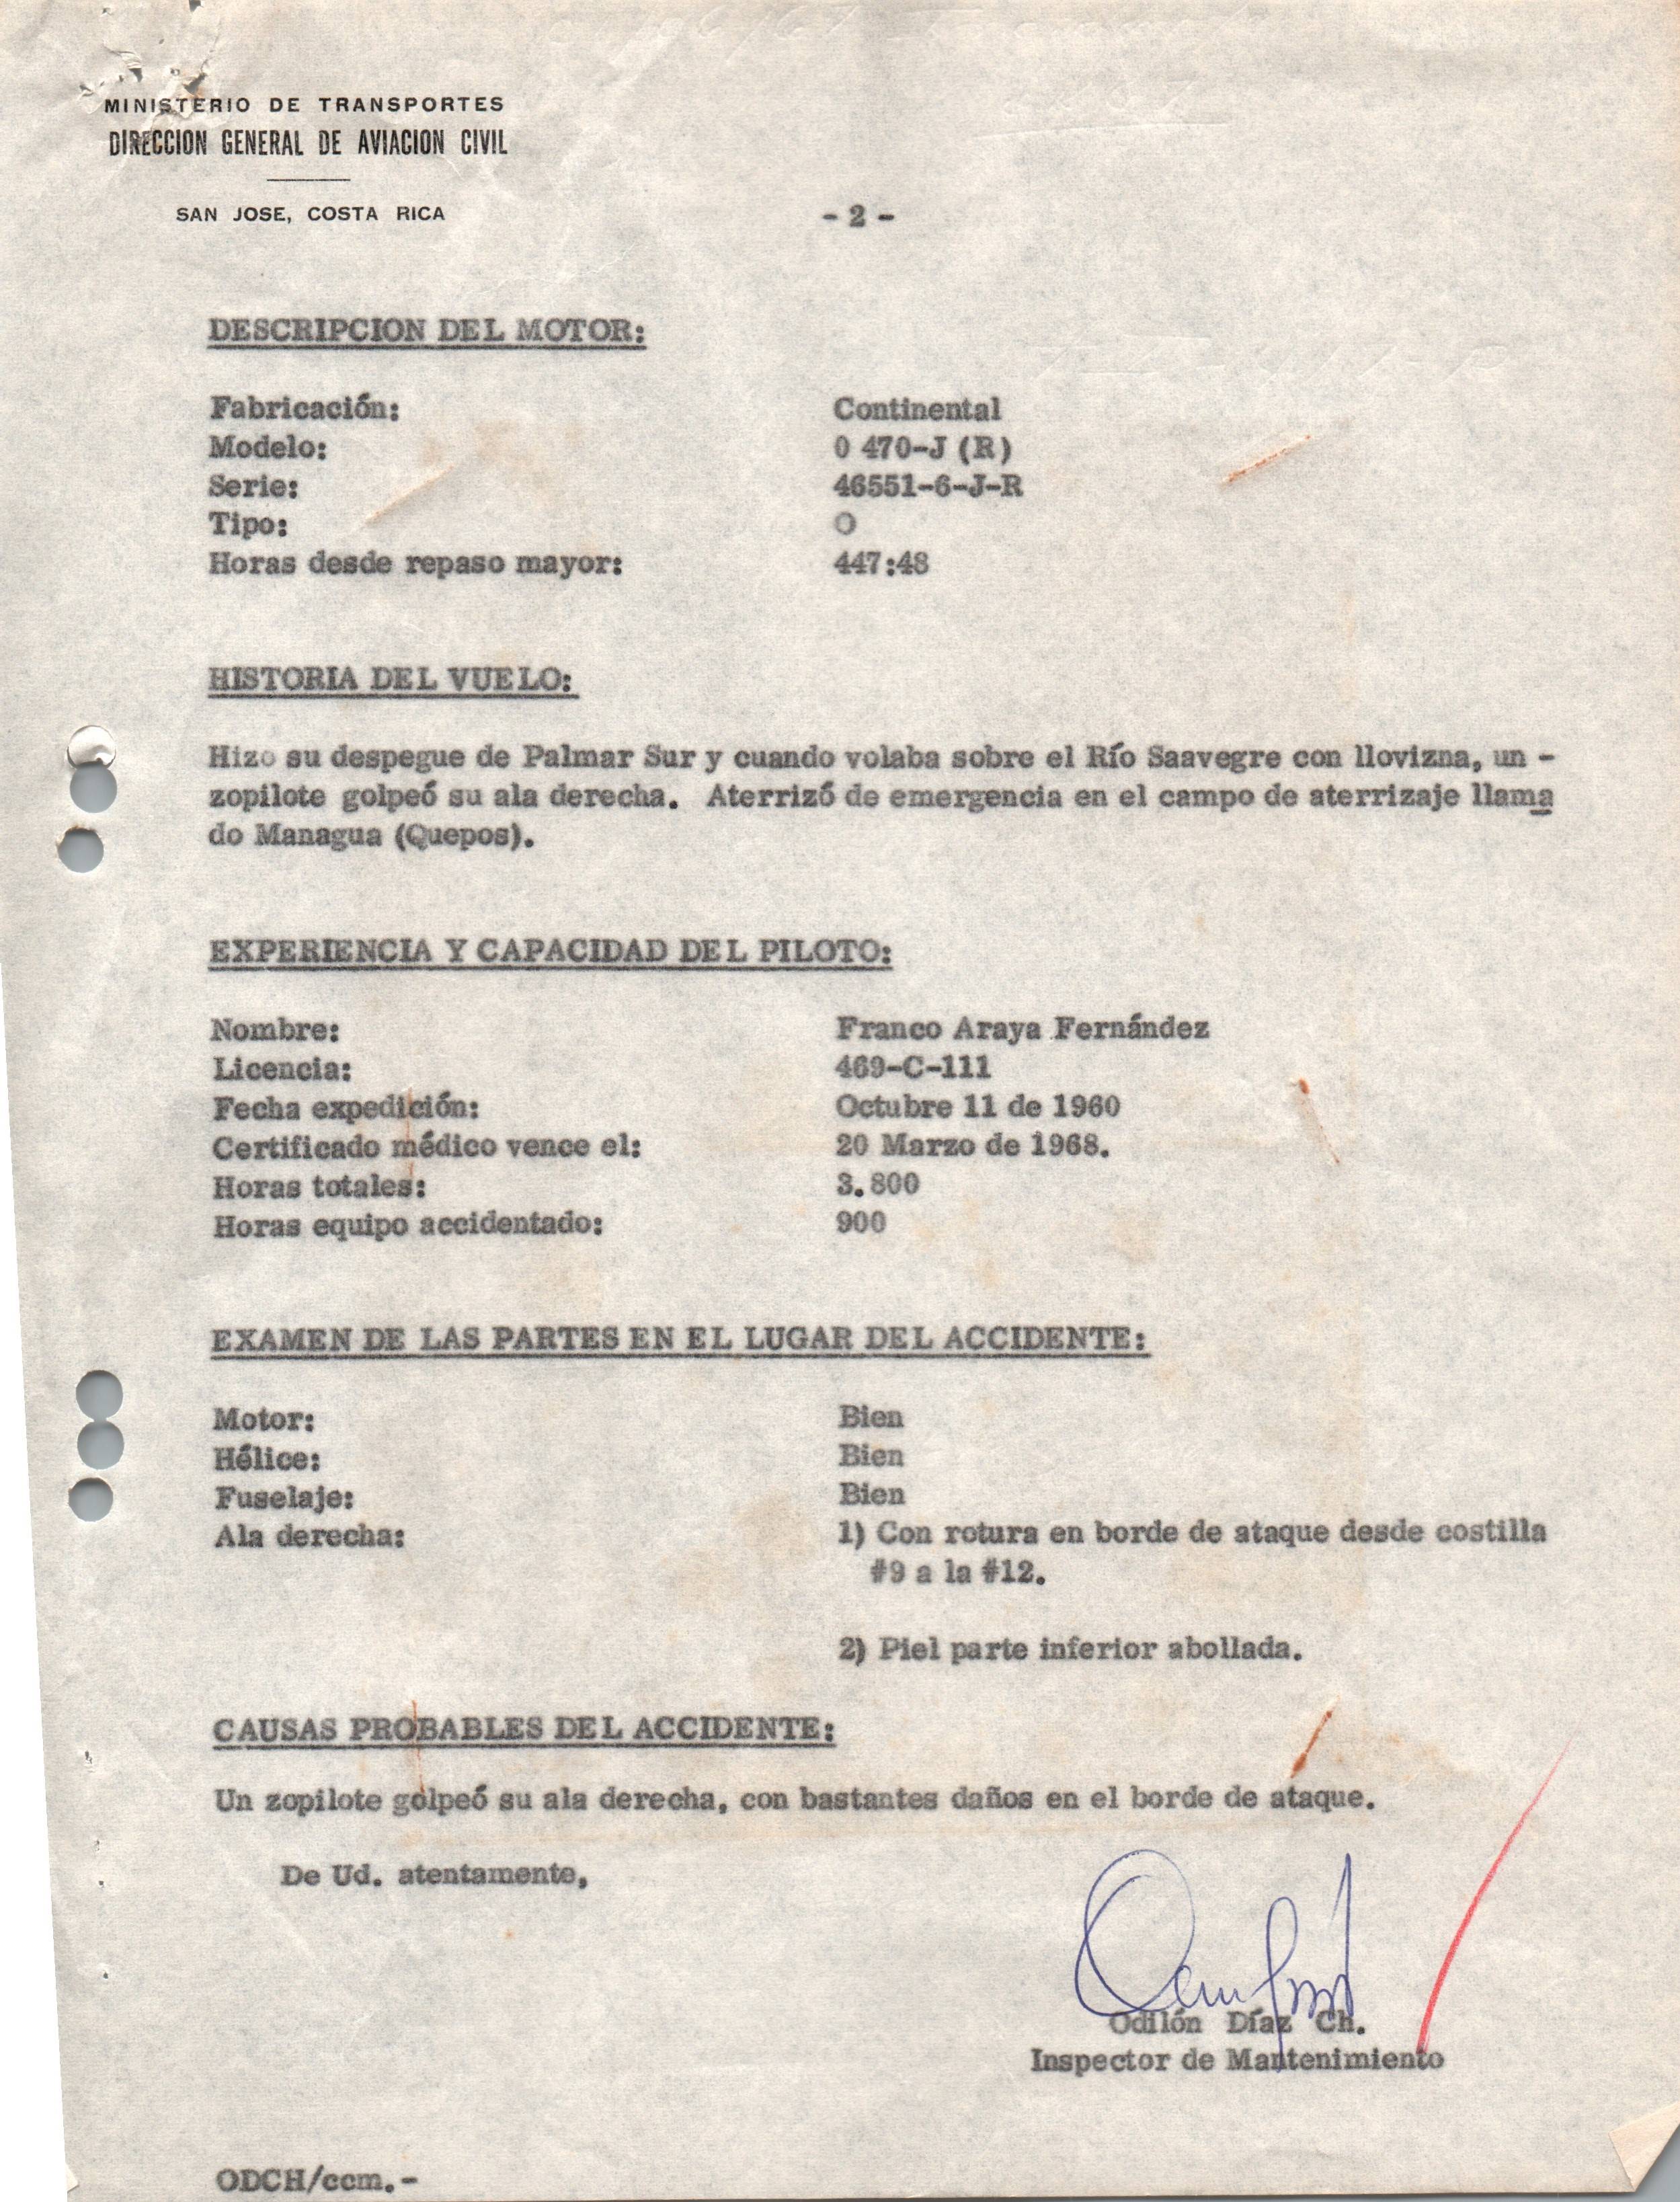 MINISTERIO DE TRANSPORTES
DIRECCION GENERAL DE AVIACION CIVIL
SAN JOSE, COSTA RICA
- 2 -
DESCRIPCION DEL MOTOR:
Fabricación: Continental
Modelo: 0 470-J (R)
Serie: 46551-6-J-R
Tipo: O
Horas desde repaso mayor: 447:48
HISTORIA DEL VUELO:
Hizo su despegue de Palmar Sur y cuando volaba sobre el Río Saavegre con llovizna, un -
zopilote golpeó su ala derecha. Aterrizó de emergencia en el campo de aterrizaje llama
do Managua (Quepos).
EXPERIENCIA Y CAPACIDAD DEL PILOTO:
Nombre: Franco Araya Fernández
Licencia: 469-C-111
Fecha expedición: Octubre 11 de 1960
Certificado médico vence el: 20 Marzo de 1968.
Horas totales: 3.800
Horas equipo accidentado: 900
EXAMEN DE LAS PARTES EN EL LUGAR DEL ACCIDENTE:
Motor: Bien
Hélice: Bien
Fuselaje: Bien
Ala derecha: 1) Con rotura en borde de ataque desde costilla
#9 a la #12.
2) Piel parte inferior abollada.
CAUSAS PROBABLES DEL ACCIDENTE:
Un zopilote golpeó su ala derecha, con bastantes daños en el borde de ataque.
De Ud. atentamente,
Odilón Díaz Ch.
Inspector de Mantenimiento
ODCH/ccm.-